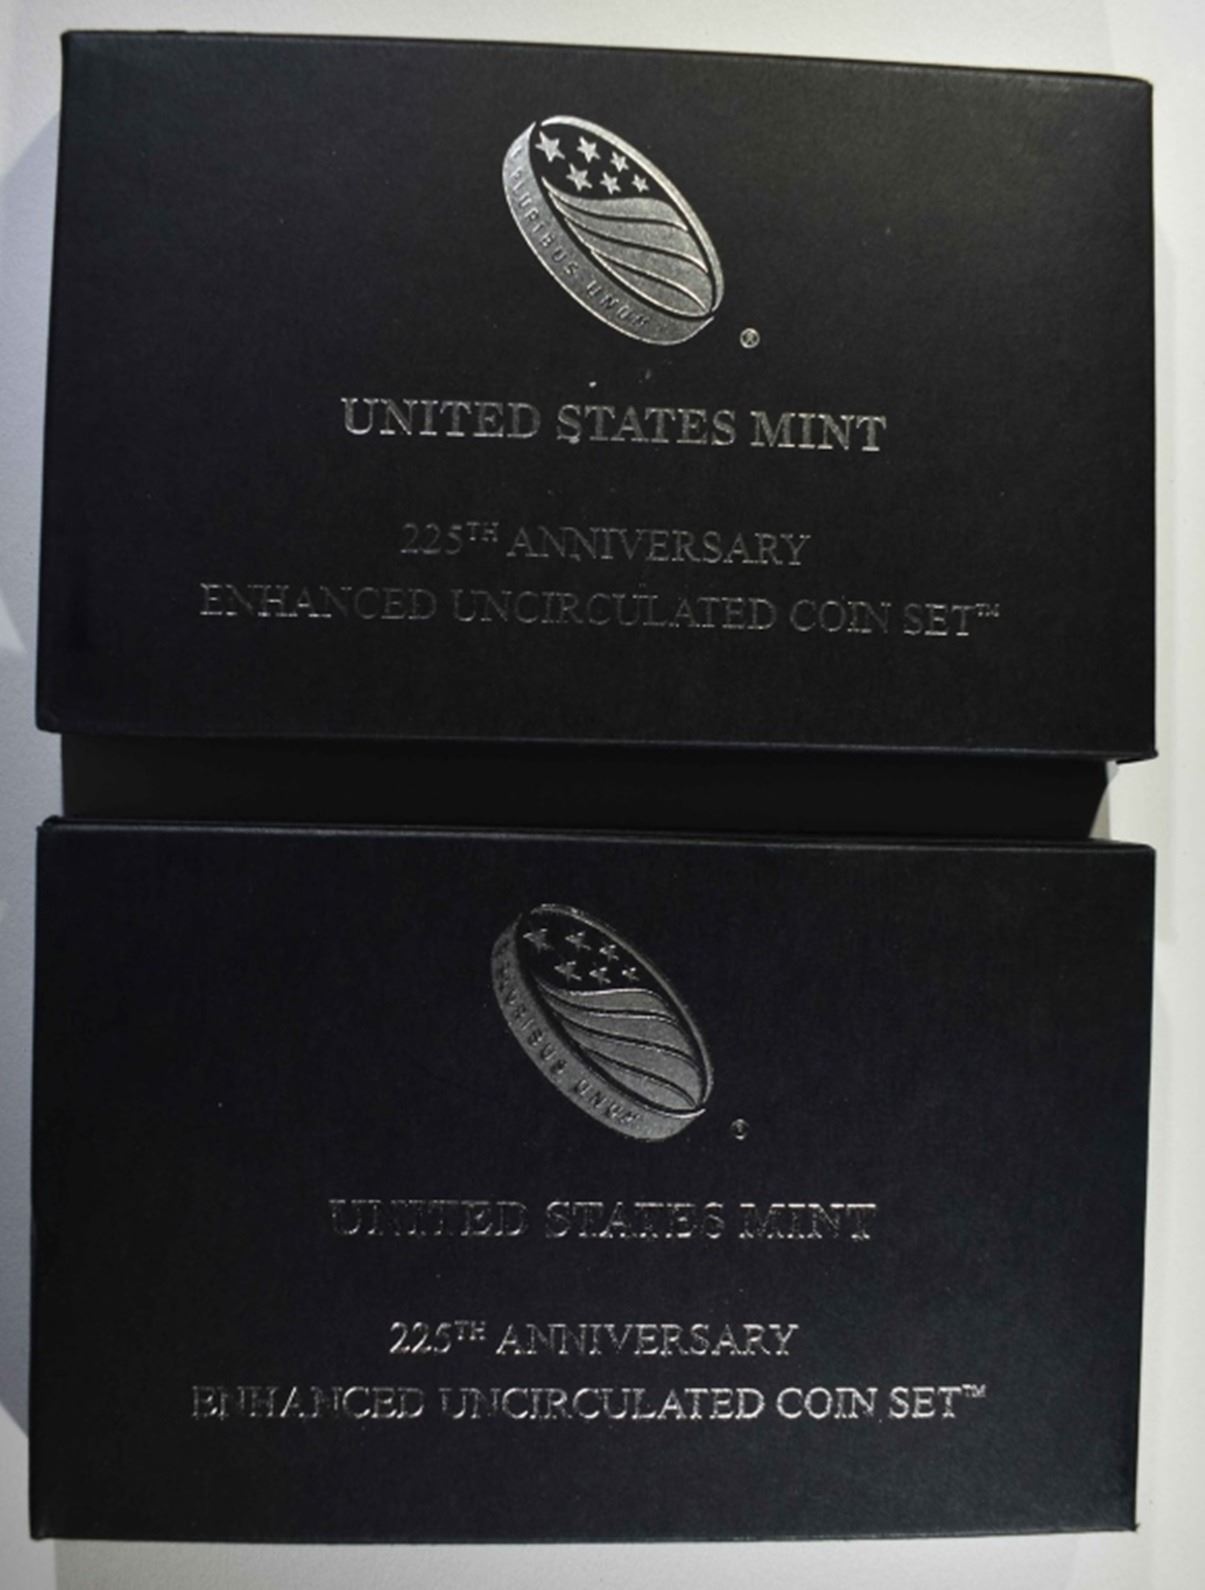 PLURIBUS UNUM
®
UNITED STATES MINT
225TH ANNIVERSARY
ENHANCED UNCIRCULATED COIN SET™
PLURIBUS UNUM
®
UNITED STATES MINT
225TH ANNIVERSARY
ENHANCED UNCIRCULATED COIN SET™